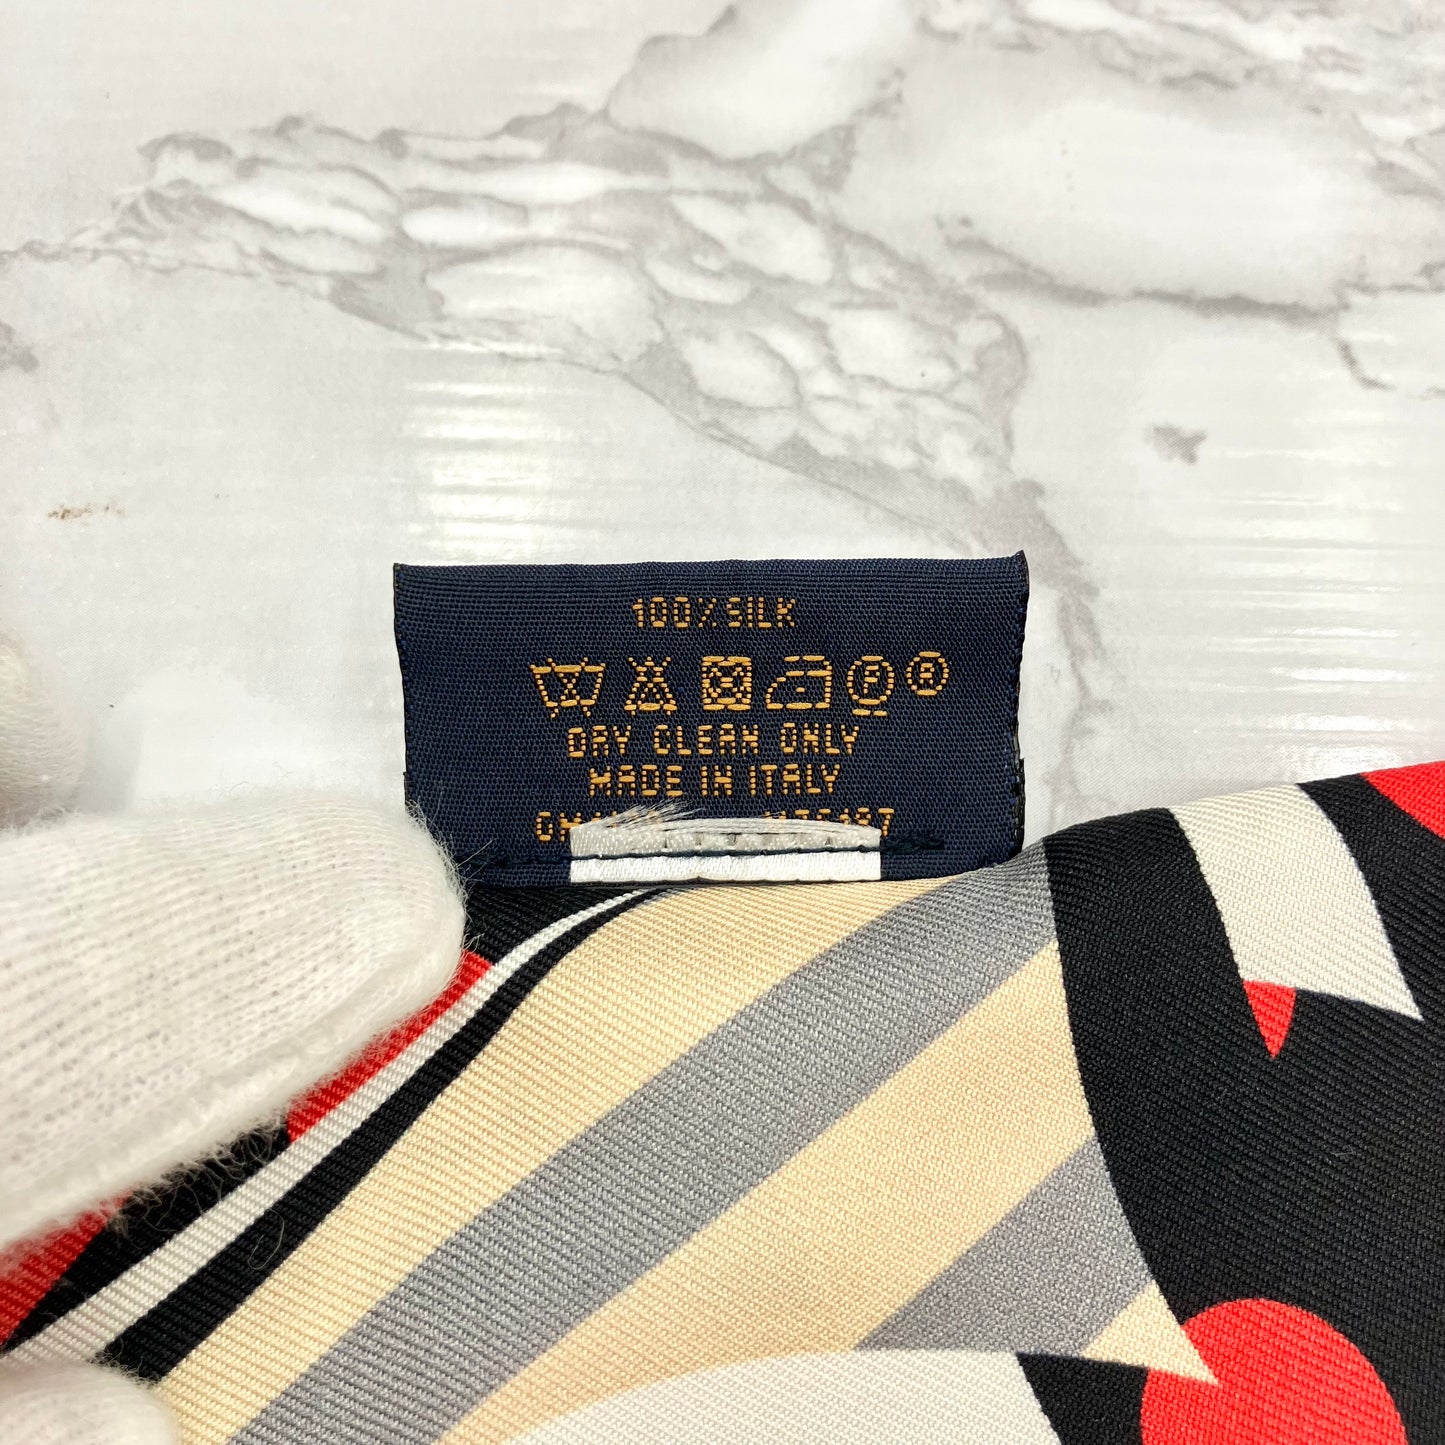 100% SILK
P R
DRY CLEAN ONLY
MADE IN ITALY